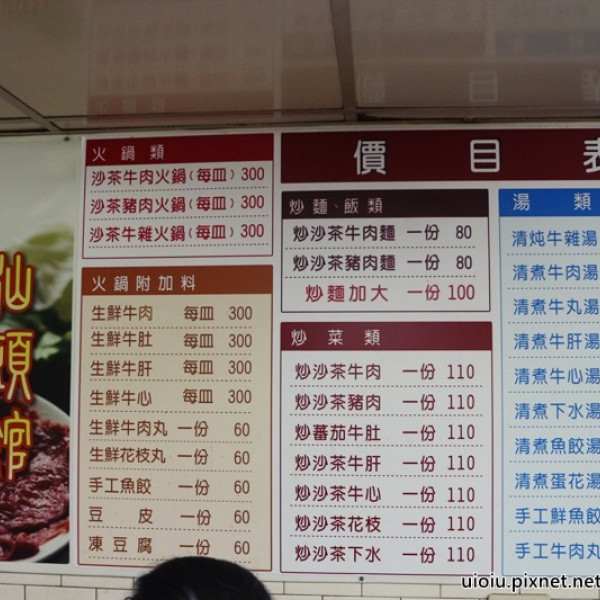 火鍋類
沙茶牛肉火鍋(每皿) 300
沙茶豬肉火鍋(每皿) 300
沙茶牛雜火鍋(每皿) 300
火鍋附加料
生鮮牛肉 每皿 300
生鮮牛肚 每皿 300
生鮮牛肝 每皿 300
生鮮牛心 每皿 300
生鮮牛肉丸 一份 60
生鮮花枝丸 一份 60
手工魚餃 一份 60
豆皮 一份 60
凍豆腐 一份 60
價目表
炒麵、飯類
炒沙茶牛肉麵 一份 80
炒沙茶豬肉麵 一份 80
炒麵加大 一份 100
炒菜類
炒沙茶牛肉 一份 110
炒沙茶豬肉 一份 110
炒蕃茄牛肚 一份 110
炒沙茶牛肝 一份 110
炒沙茶牛心 一份 110
炒沙茶花枝 一份 110
炒沙茶下水 一份 110
湯類
清炖牛雜湯
清煮牛肉湯
清煮牛丸湯
清煮牛肝湯
清煮牛心湯
清煮下水湯
清煮魚餃湯
清煮蛋花湯
手工鮮魚餃
手工牛肉丸
汕頭館
uioiu.pixnet.net